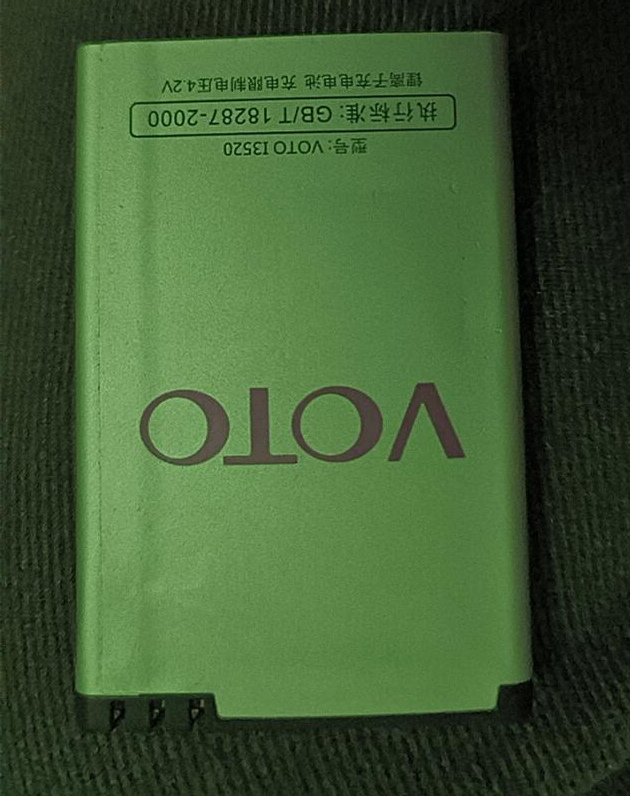 VOTO
型号: VOTO I3520
执行标准: GB/T 18287-2000
锂离子充电电池 充电限制电压4.2V